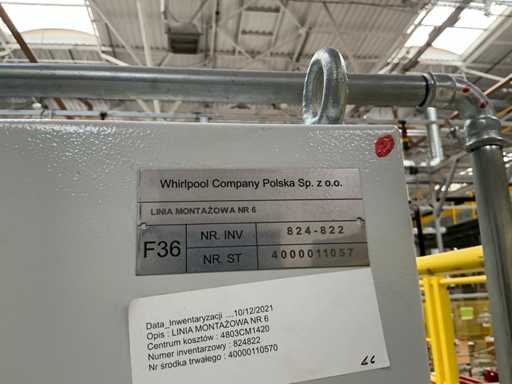 Whirlpool Company Polska Sp. z o.o.
LINIA MONTAŻOWA NR 6
F36
NR. INV 824-822
NR. ST 4000011057
Data_Inwentaryzacji ....10/12/2021
Opis : LINIA MONTAŻOWA NR 6
Centrum kosztów : 4803CM1420
Numer inwentarzowy : 824822
Nr środka trwałego : 40000110570